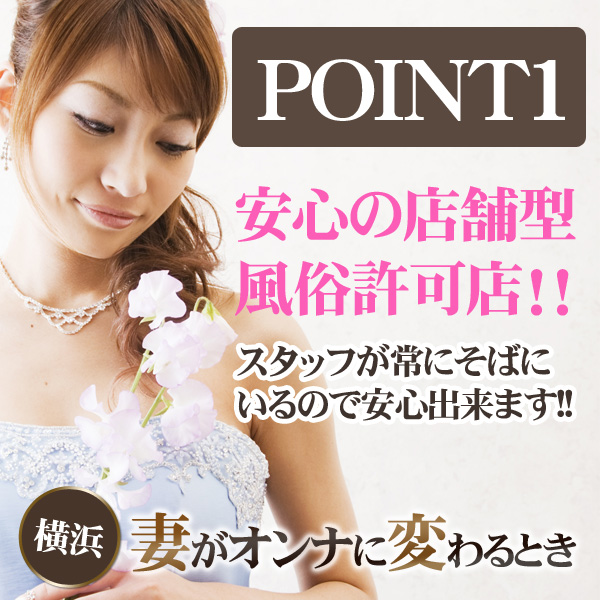 POINT1
安心の店舗型
風俗許可店!!
スタッフが常にそばに
いるので安心出来ます!!
横浜 妻がオンナに変わるとき